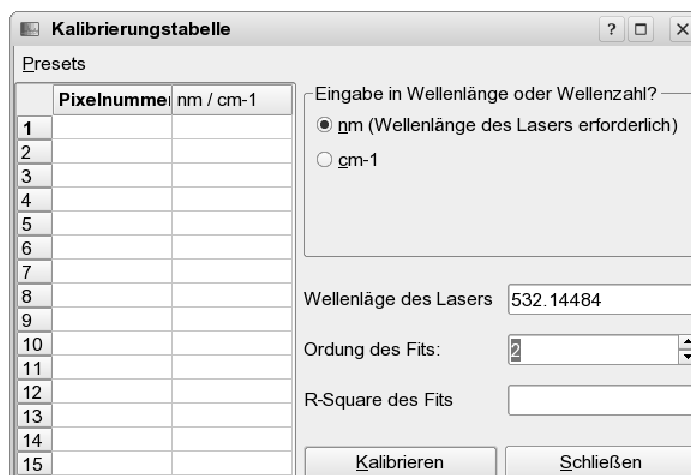 Kalibrierungstabelle
?
Presets
Pixelnummer nm / cm-1
1
2
3
4
5
6
7
8
9
10
11
12
13
14
15
Eingabe in Wellenlänge oder Wellenzahl?
nm (Wellenlänge des Lasers erforderlich)
cm-1
Wellenläge des Lasers 532.14484
Ordung des Fits: 2
R-Square des Fits
Kalibrieren Schließen